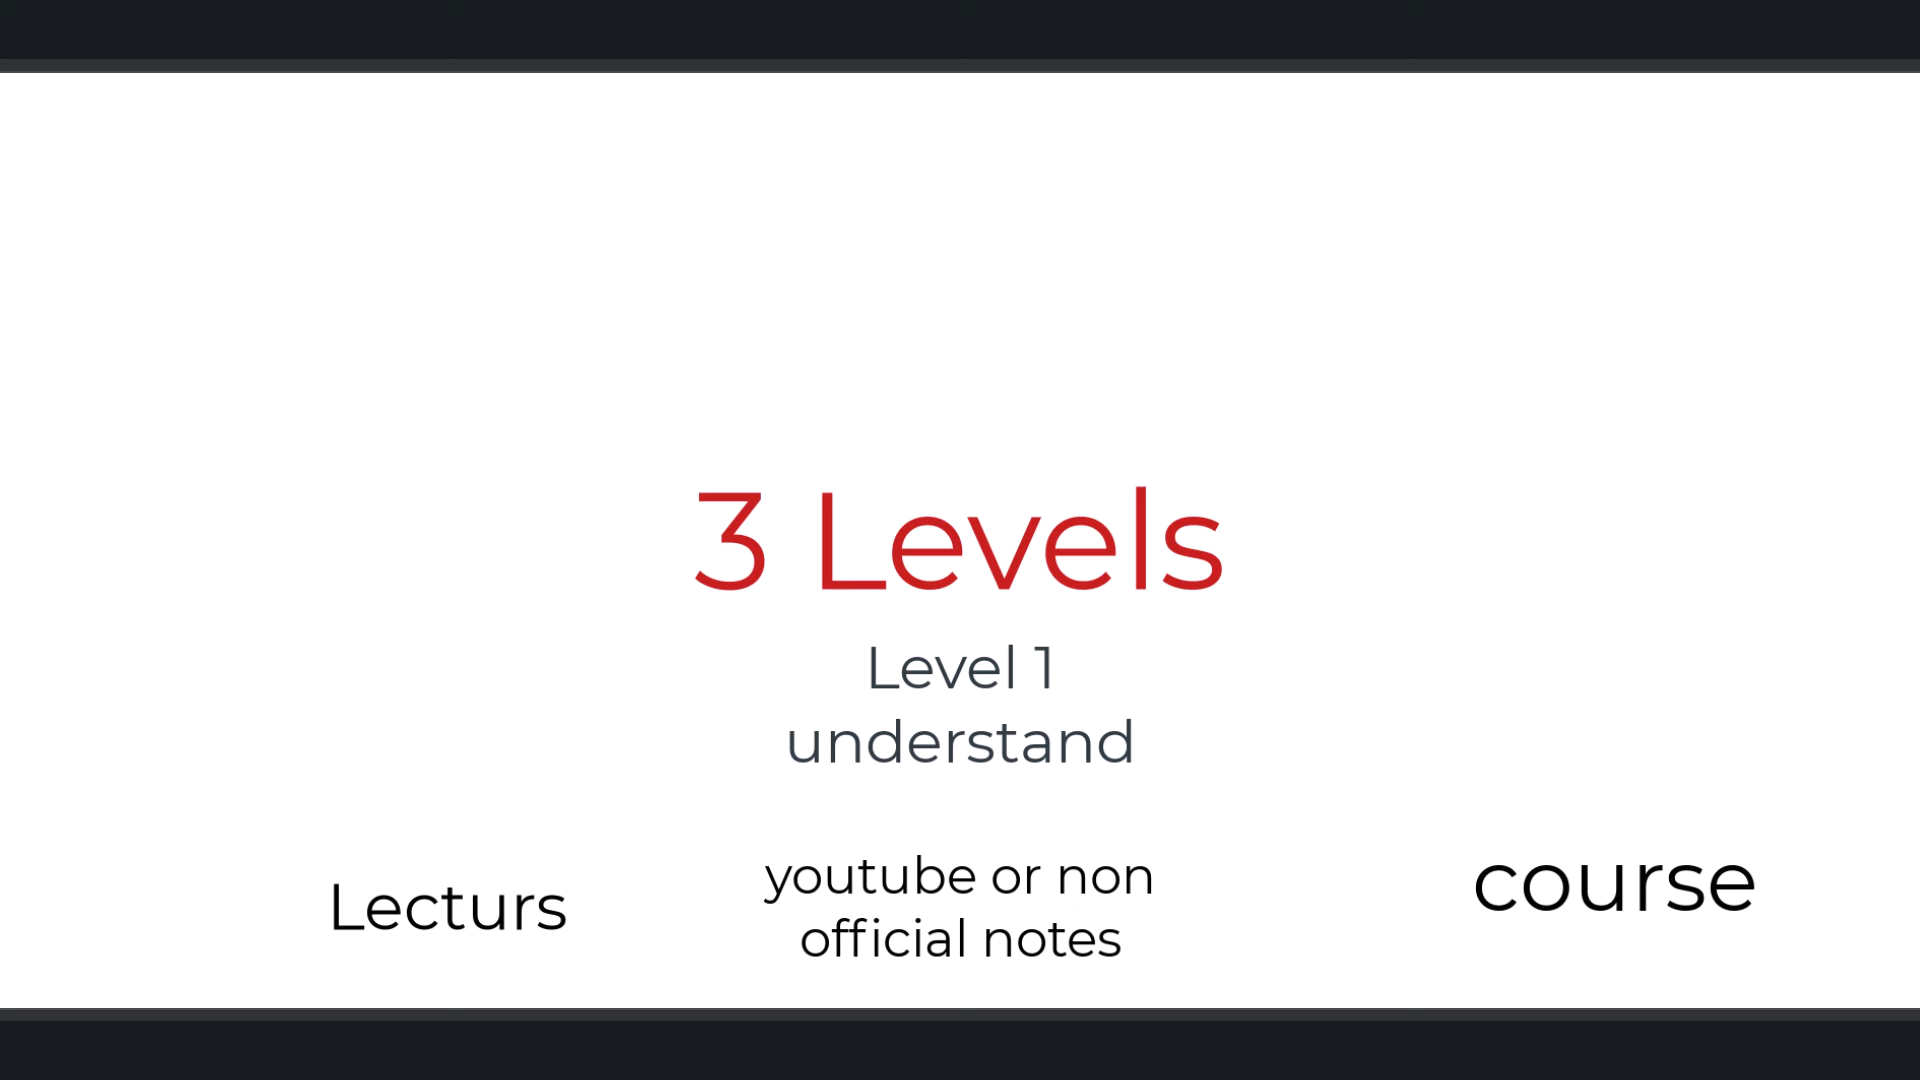 3 Levels
Level 1
understand
Lecturs
youtube or non
official notes
course